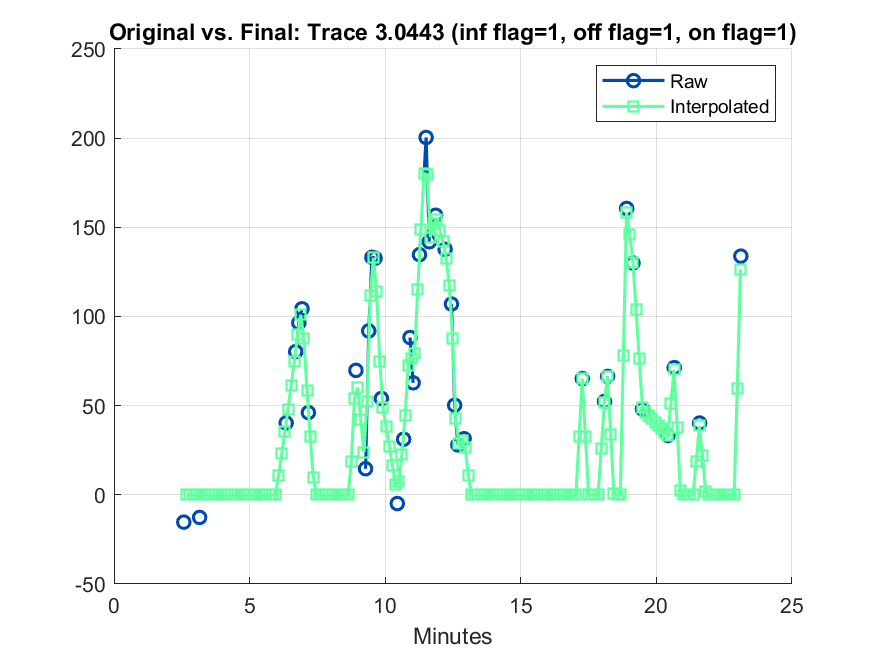 Original vs. Final: Trace 3.0443 (inf flag=1, off flag=1, on flag=1)
250
200
150
100
50
0
-50
0 5 10 15 20 25
Minutes
Raw
Interpolated